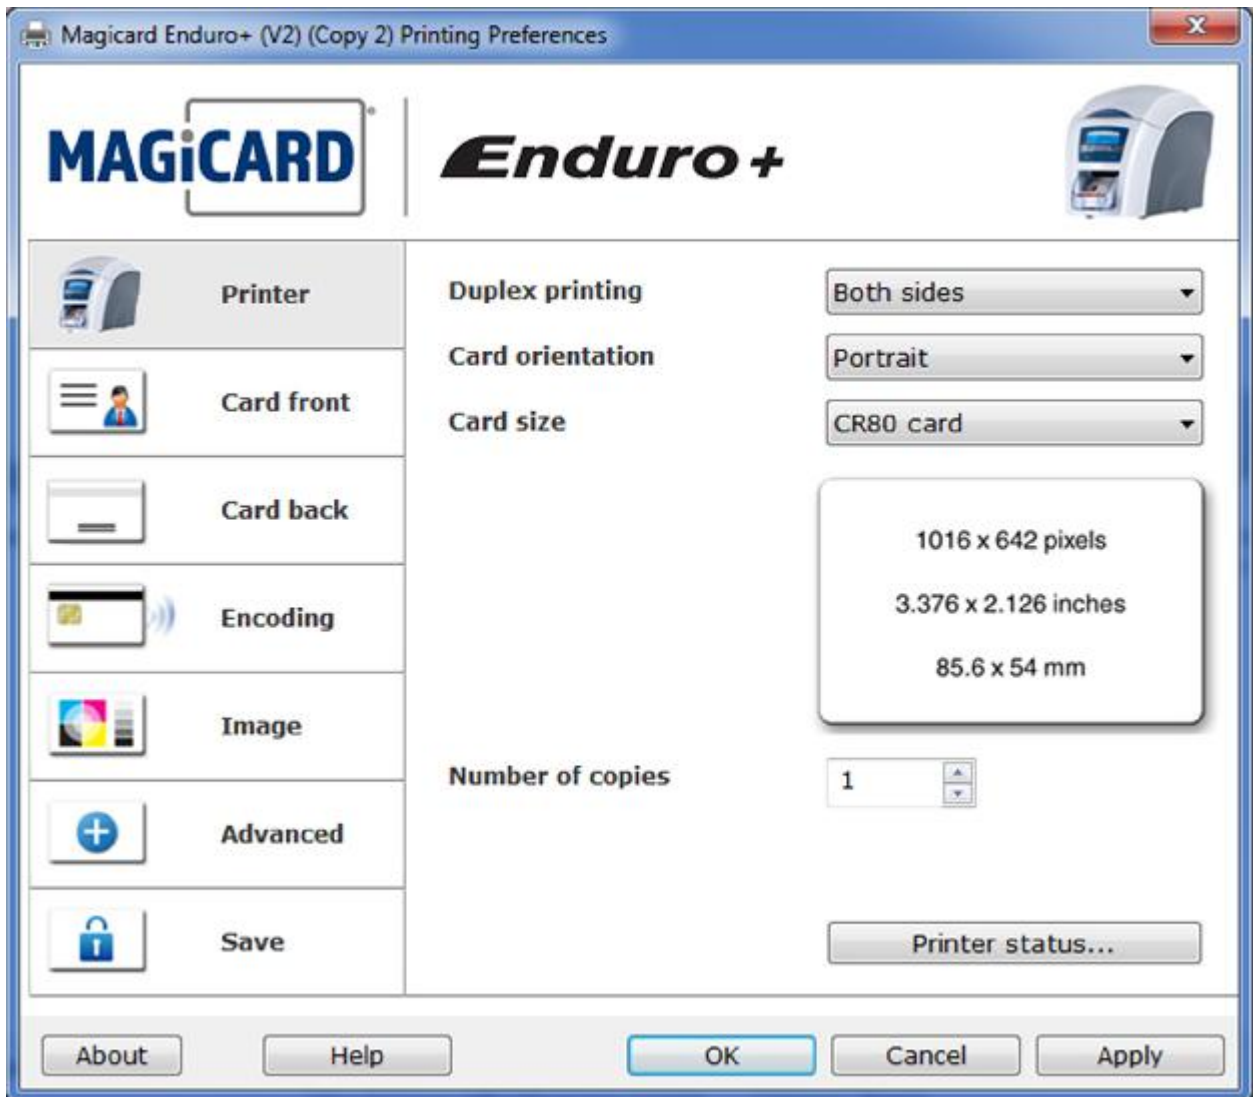 Magicard Enduro+ (V2) (Copy 2) Printing Preferences
MAGiCARD
Enduro+
Printer
Card front
Card back
Encoding
Image
Advanced
Save
Duplex printing
Both sides
Card orientation
Portrait
Card size
CR80 card
1016 x 642 pixels
3.376 x 2.126 inches
85.6 x 54 mm
Number of copies
1
Printer status...
About
Help
OK
Cancel
Apply